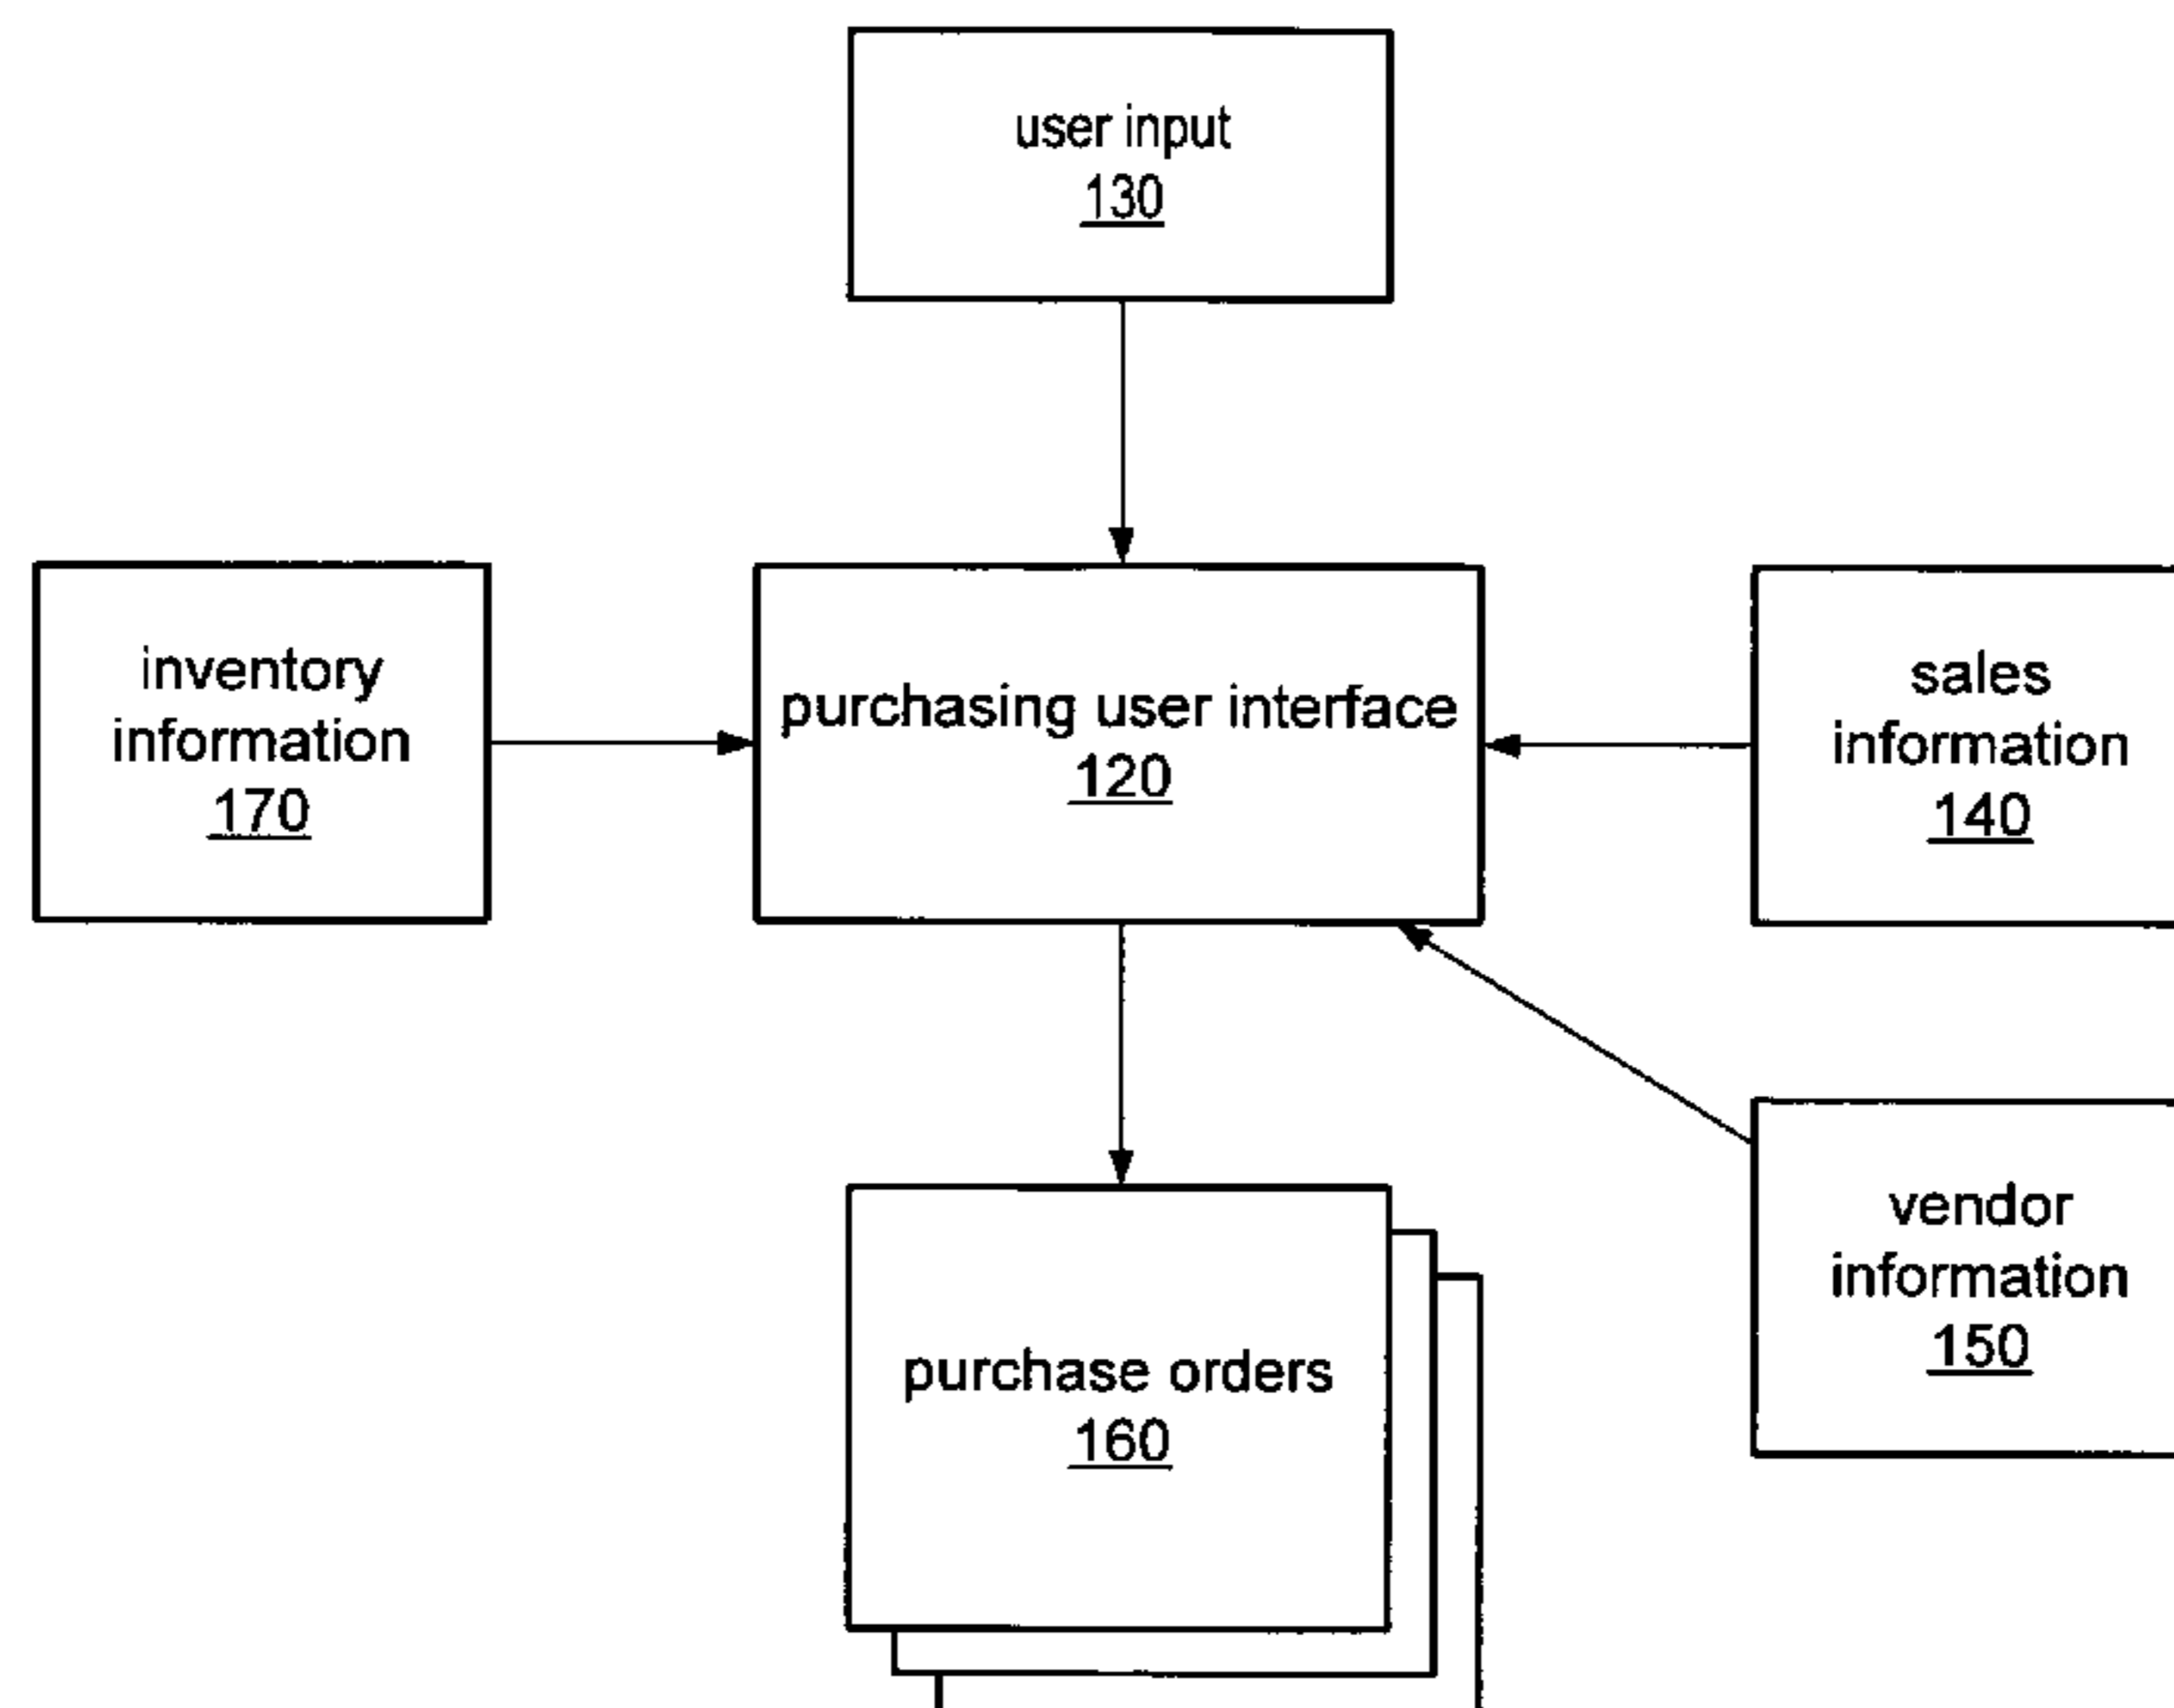 user input
130
inventory
information
170
purchasing user interface
120
sales
information
140
vendor
information
150
purchase orders
160